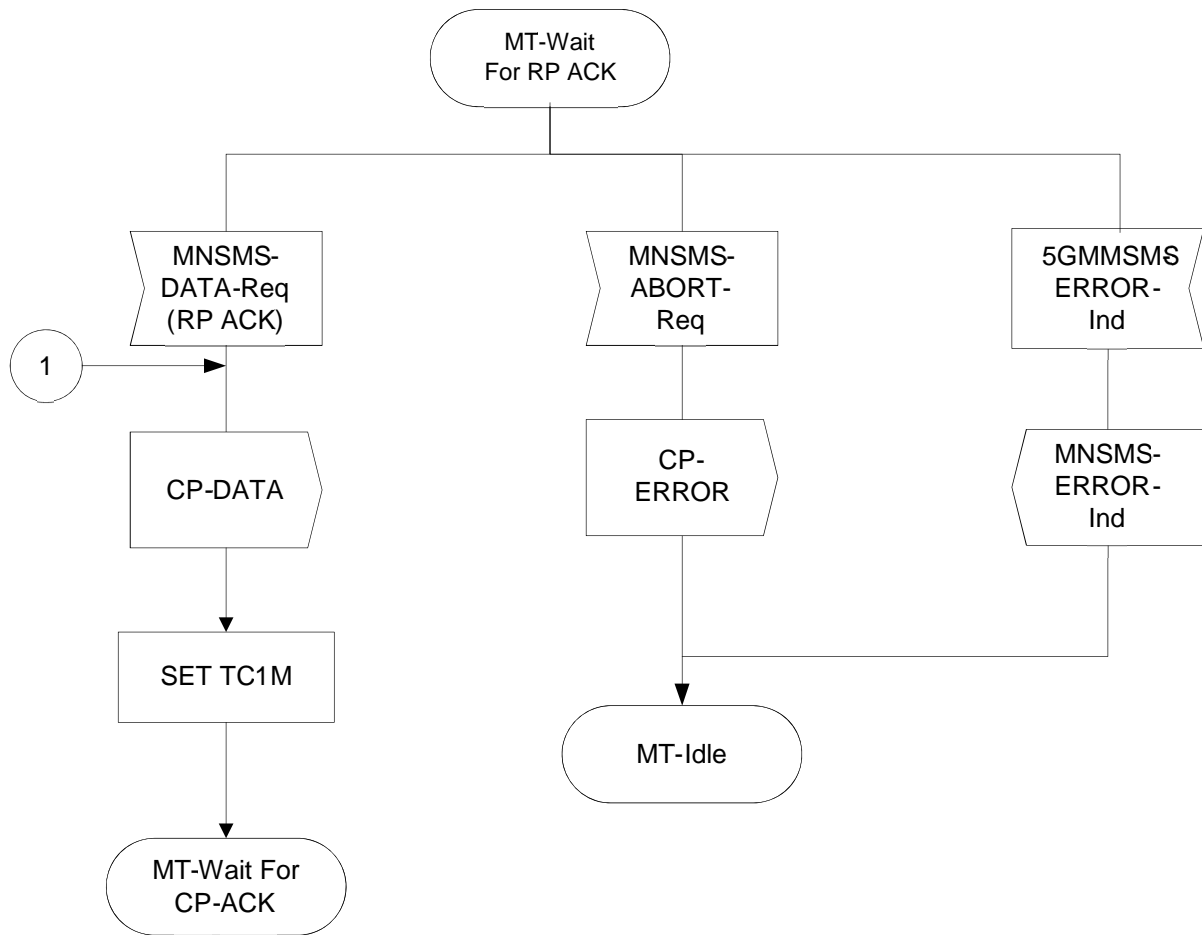 MT-Wait
For RP ACK
MNSMS-
DATA-Req
(RP ACK)
MNSMS-
ABORT-
Req
5GMMSMS-
ERROR-
Ind
1
CP-DATA
CP-
ERROR
MNSMS-
ERROR-
Ind
SET TC1M
MT-Idle
MT-Wait For
CP-ACK